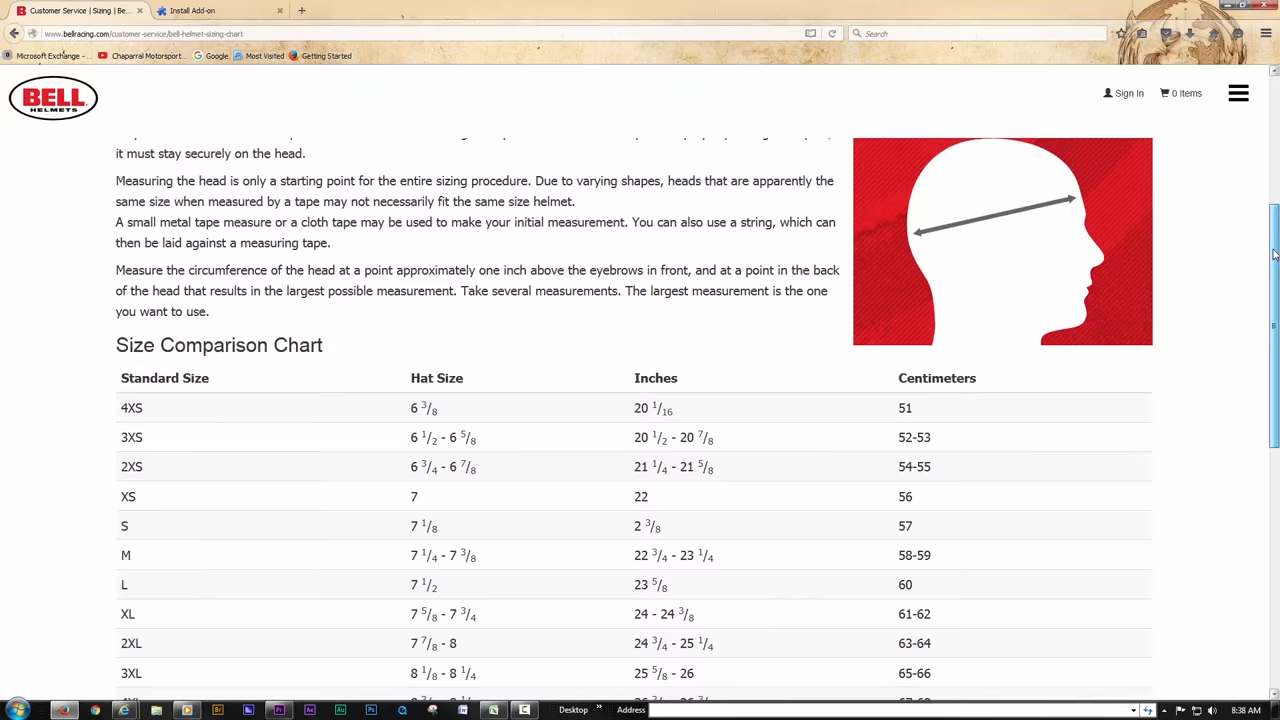 Customer Service | Sizing | Be...
Install Add-on
www.bellracing.com/customer-service/bell-helmet-sizing-chart
Search
Microsoft Exchange - ...
Chaparral Motorsport...
Google
Most Visited
Getting Started
BELL
HELMETS
Sign In
0 Items
it must stay securely on the head.
Measuring the head is only a starting point for the entire sizing procedure. Due to varying shapes, heads that are apparently the
same size when measured by a tape may not necessarily fit the same size helmet.
A small metal tape measure or a cloth tape may be used to make your initial measurement. You can also use a string, which can
then be laid against a measuring tape.
Measure the circumference of the head at a point approximately one inch above the eyebrows in front, and at a point in the back
of the head that results in the largest possible measurement. Take several measurements. The largest measurement is the one
you want to use.
Size Comparison Chart
Standard Size Hat Size Inches Centimeters
4XS 6 3/8 20 1/16 51
3XS 6 1/2 - 6 5/8 20 1/2 - 20 7/8 52-53
2XS 6 3/4 - 6 7/8 21 1/4 - 21 5/8 54-55
XS 7 22 56
S 7 1/8 2 3/8 57
M 7 1/4 - 7 3/8 22 3/4 - 23 1/4 58-59
L 7 1/2 23 5/8 60
XL 7 5/8 - 7 3/4 24 - 24 3/8 61-62
2XL 7 7/8 - 8 24 3/4 - 25 1/4 63-64
3XL 8 1/8 - 8 1/4 25 5/8 - 26 65-66
Br Pr Ae Au Ps
Desktop » Address
8:38 AM